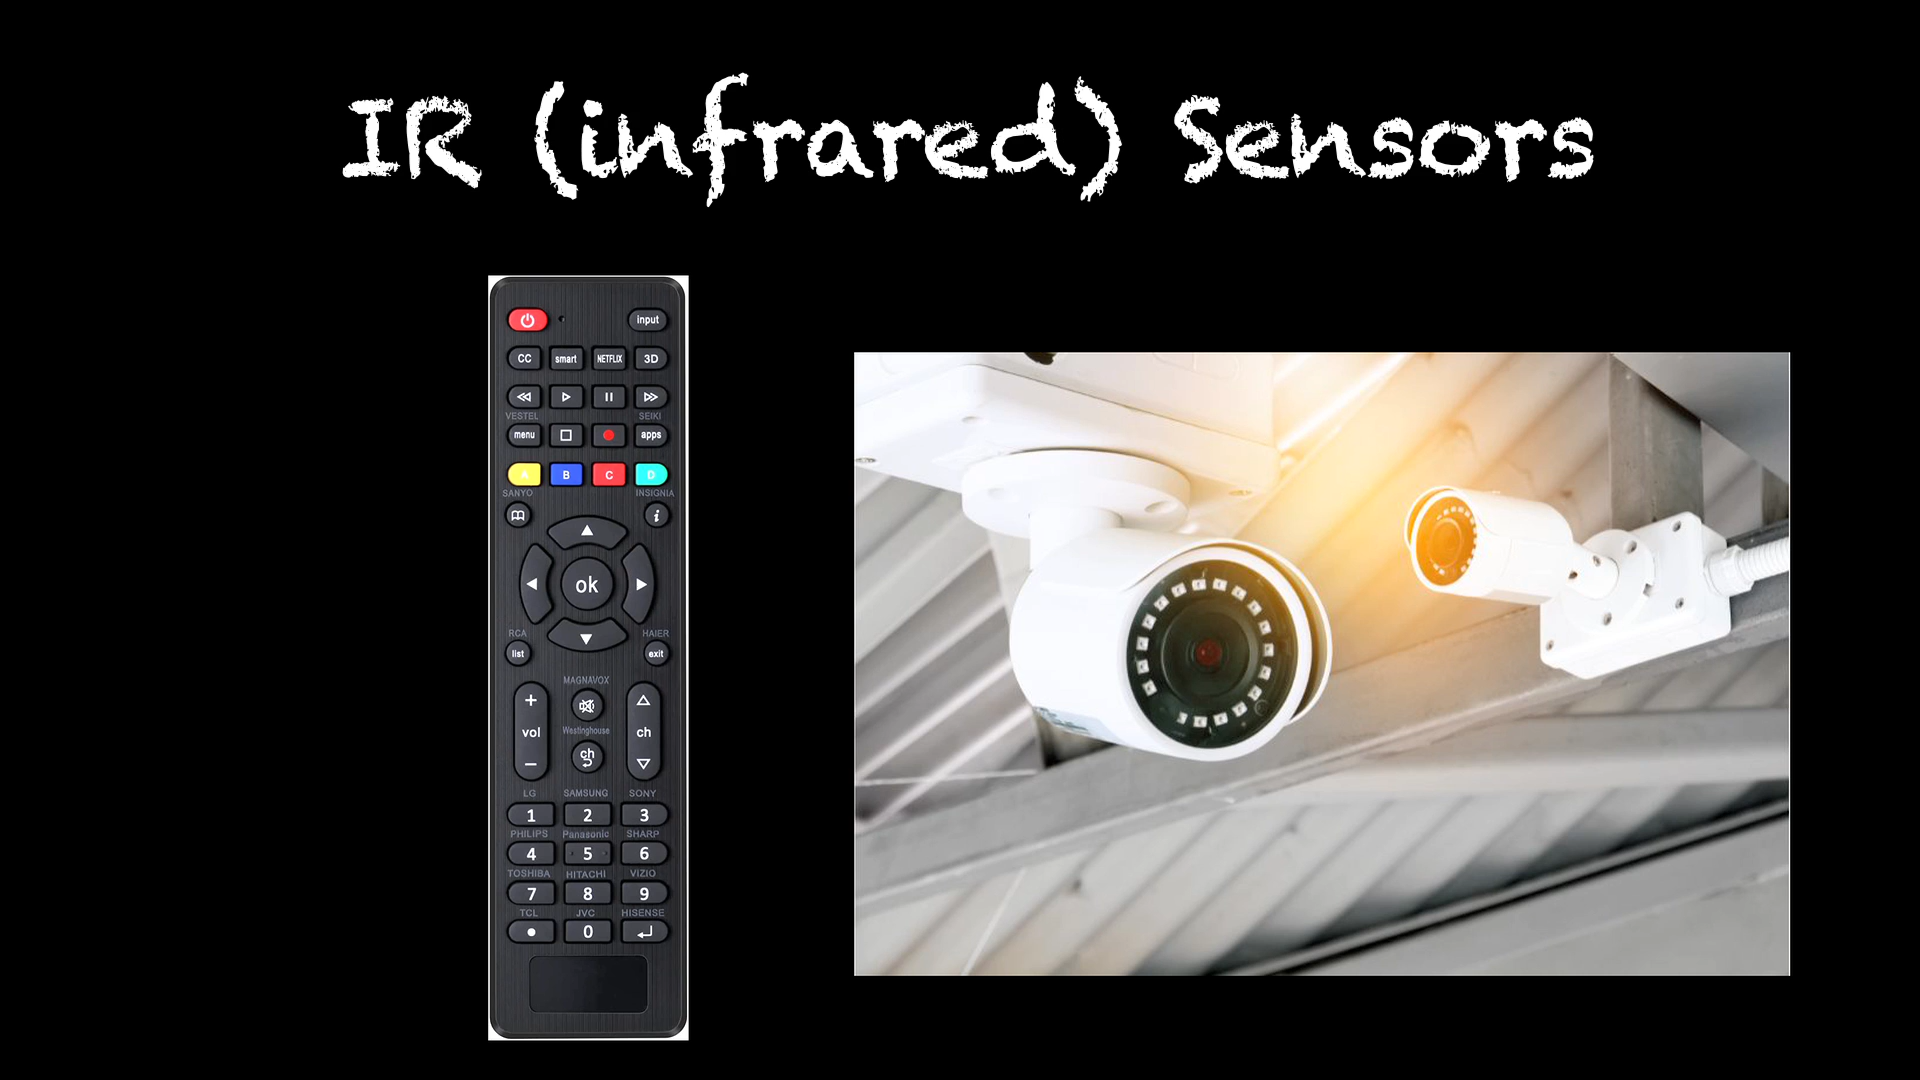 IR (infrared) Sensors
input
CC smart NETFLIX 3D
VESTEL SEIKI
menu apps
A B C D
SANYO INSIGNIA
i
ok
RCA HAIER
list exit
MAGNAVOX
+
vol ch
Westinghouse
ch
−
LG SAMSUNG SONY
1 2 3
PHILIPS Panasonic SHARP
4 5 6
TOSHIBA HITACHI VIZIO
7 8 9
TCL JVC HISENSE
0